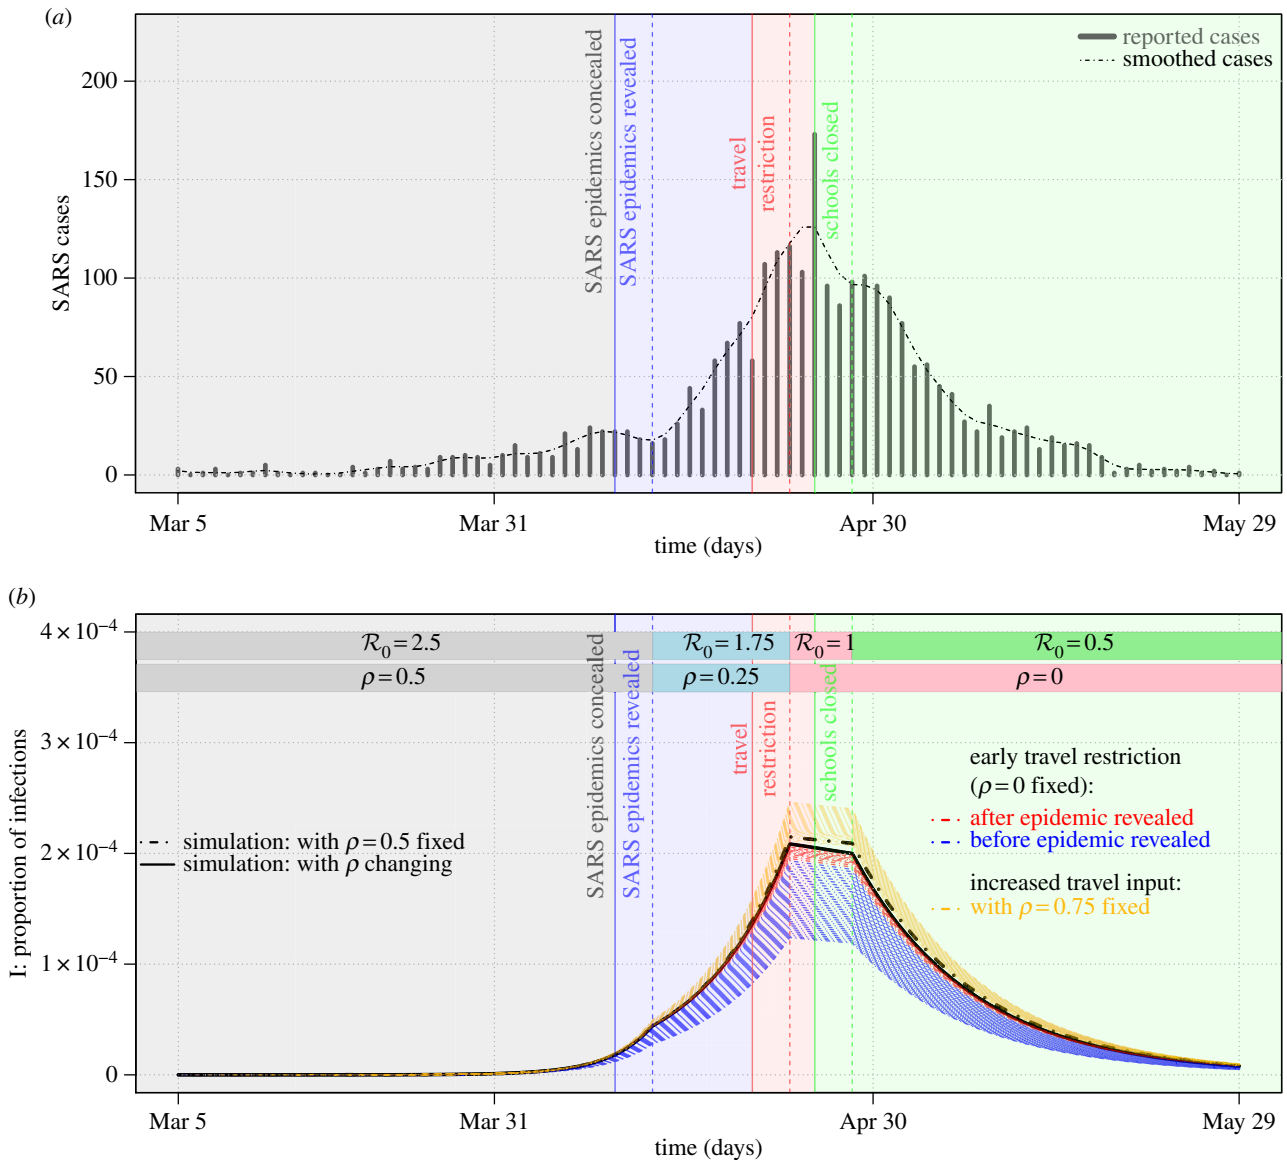 (a)
reported cases
smoothed cases
SARS epidemics concealed
SARS epidemics revealed
travel
restriction
schools closed
SARS cases
200
150
100
50
0
Mar 5
Mar 31
Apr 30
May 29
time (days)
(b)
I: proportion of infections
4 × 10⁻⁴
3 × 10⁻⁴
2 × 10⁻⁴
1 × 10⁻⁴
0
ℛ₀ = 2.5
ℛ₀ = 1.75
ℛ₀ = 1
ℛ₀ = 0.5
ρ = 0.5
ρ = 0.25
ρ = 0
SARS epidemics concealed
SARS epidemics revealed
travel
restriction
schools closed
simulation: with ρ = 0.5 fixed
simulation: with ρ changing
early travel restriction
(ρ = 0 fixed):
after epidemic revealed
before epidemic revealed
increased travel input:
with ρ = 0.75 fixed
Mar 5
Mar 31
Apr 30
May 29
time (days)